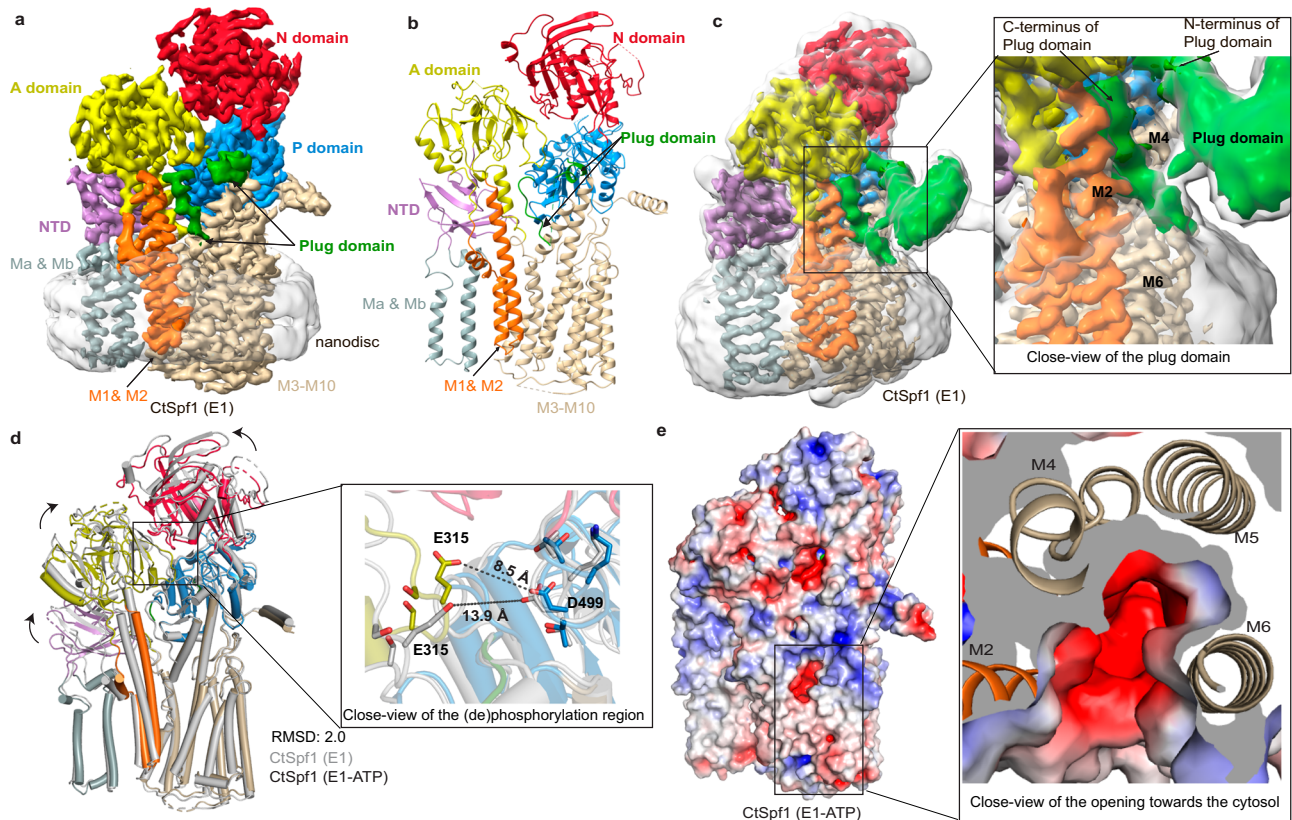 a
N domain
A domain
P domain
NTD
Plug domain
Ma & Mb
nanodisc
M1& M2
M3-M10
CtSpf1 (E1)
b
N domain
A domain
Plug domain
NTD
Ma & Mb
M1& M2
M3-M10
c
CtSpf1 (E1)
C-terminus of
Plug domain
N-terminus of
Plug domain
M4
Plug domain
M2
M6
Close-view of the plug domain
d
RMSD: 2.0
CtSpf1 (E1)
CtSpf1 (E1-ATP)
E315
8.5 Å
D499
13.9 Å
E315
Close-view of the (de)phosphorylation region
e
CtSpf1 (E1-ATP)
M4
M5
M6
M2
Close-view of the opening towards the cytosol